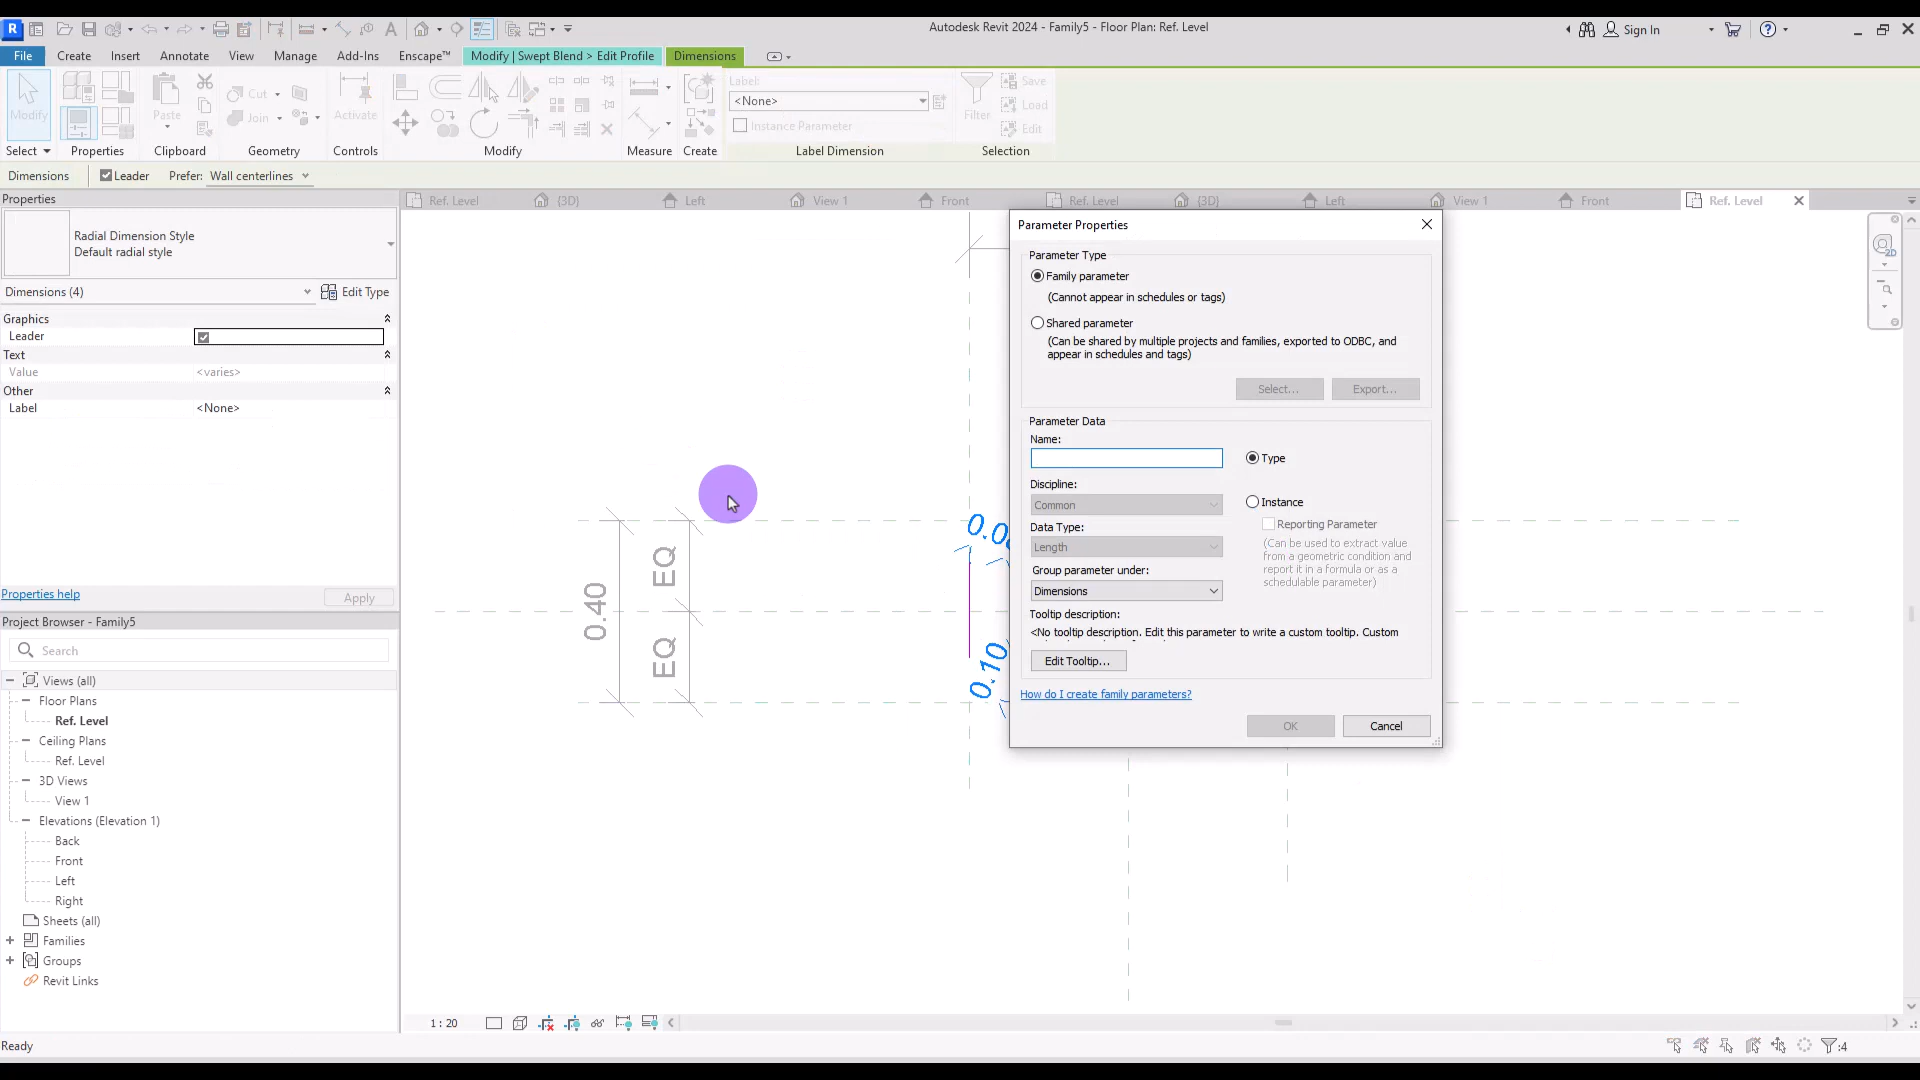 Autodesk Revit 2024 - Family5 - Floor Plan: Ref. Level
Sign In
File Create Insert Annotate View Manage Add-Ins Enscape™ Modify | Swept Blend > Edit Profile Dimensions
Modify
Paste
Cut
Join
Activate
Label:
<None>
Instance Parameter
Filter
Save
Load
Edit
Select Properties Clipboard Geometry Controls Modify Measure Create Label Dimension Selection
Dimensions Leader Prefer: Wall centerlines
Properties
Radial Dimension Style
Default radial style
Dimensions (4)
Edit Type
Graphics
Leader
Text
Value <varies>
Other
Label <None>
Properties help
Apply
Project Browser - Family5
Search
Views (all)
Floor Plans
Ref. Level
Ceiling Plans
Ref. Level
3D Views
View 1
Elevations (Elevation 1)
Back
Front
Left
Right
Sheets (all)
Families
Groups
Revit Links
Ref. Level {3D} Left View 1 Front Ref. Level {3D} Left View 1 Front Ref. Level
0.40
EQ
EQ
0.10
Parameter Properties
Parameter Type
Family parameter
(Cannot appear in schedules or tags)
Shared parameter
(Can be shared by multiple projects and families, exported to ODBC, and
appear in schedules and tags)
Select...
Export...
Parameter Data
Name:
Type
Discipline:
Common
Instance
Reporting Parameter
(Can be used to extract value
from a geometric condition and
report it in a formula or as a
schedulable parameter)
Data Type:
Length
Group parameter under:
Dimensions
Tooltip description:
<No tooltip description. Edit this parameter to write a custom tooltip. Custom
Edit Tooltip...
How do I create family parameters?
OK
Cancel
2D
1 : 20
Ready
:4